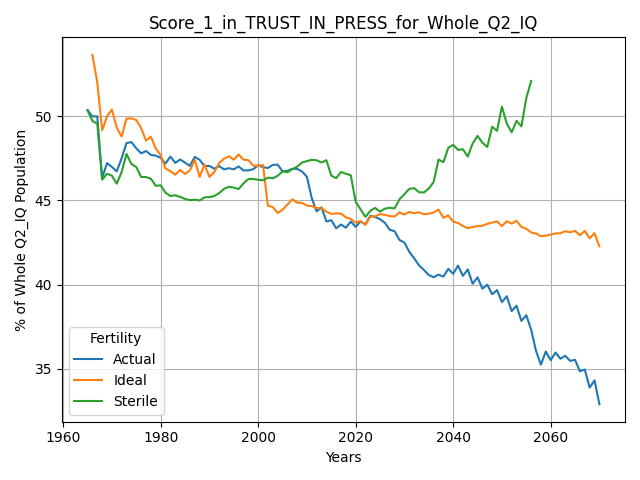 Score_1_in_TRUST_IN_PRESS_for_Whole_Q2_IQ
% of Whole Q2_IQ Population
50
45
40
35
Fertility
Actual
Ideal
Sterile
1960 1980 2000 2020 2040 2060
Years